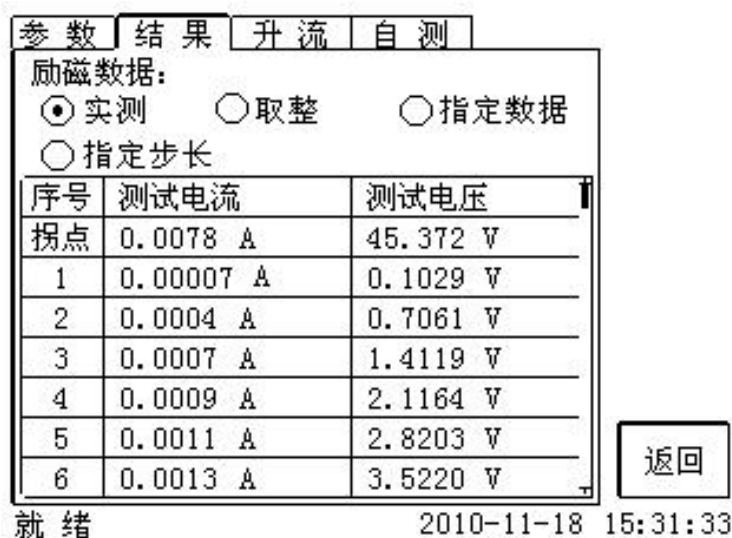 参 数 结 果 升 流 自 测
励磁数据:
实测 取整 指定数据
指定步长
序号 测试电流 测试电压
拐点 0.0078 A 45.372 V
1 0.00007 A 0.1029 V
2 0.0004 A 0.7061 V
3 0.0007 A 1.4119 V
4 0.0009 A 2.1164 V
5 0.0011 A 2.8203 V
6 0.0013 A 3.5220 V
返回
就 绪 2010-11-18 15:31:33